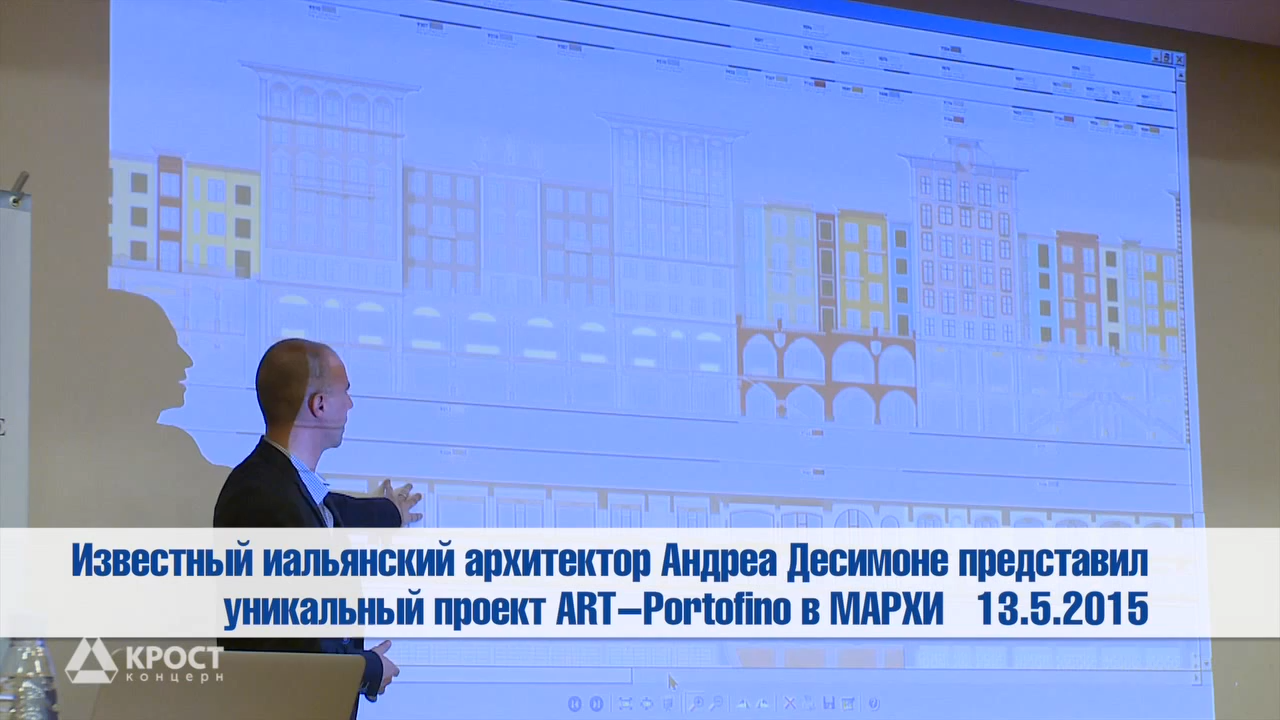 Известный иальянский архитектор Андреа Десимоне представил
уникальный проект ART–Portofino в МАРХИ 13.5.2015
КРОСТ
концерн